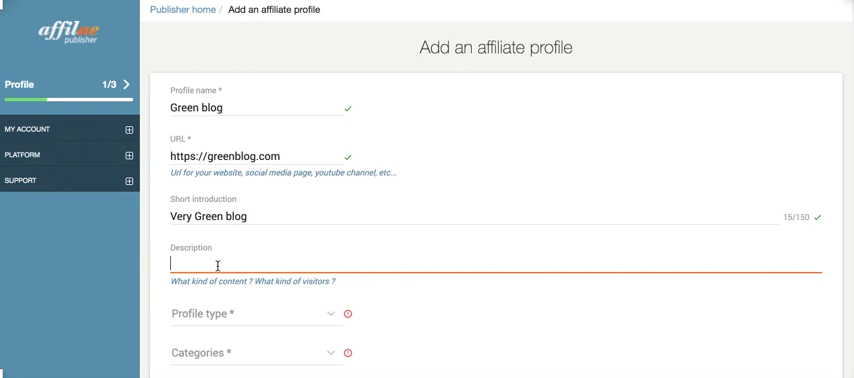 Publisher home / Add an affiliate profile
affilae
publisher
Add an affiliate profile
Profile 1/3
MY ACCOUNT
PLATFORM
SUPPORT
Profile name *
Green blog
URL *
https://greenblog.com
Url for your website, social media page, youtube channel, etc...
Short introduction
Very Green blog
15/150
Description
What kind of content ? What kind of visitors ?
Profile type *
Categories *